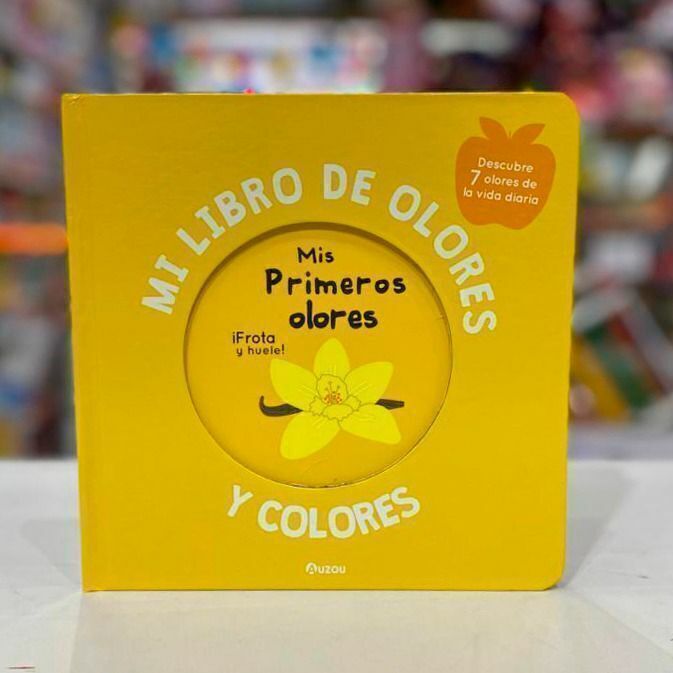 Descubre
7 olores de
la vida diaria
MI LIBRO DE OLORES
Mis
Primeros
olores
¡Frota
y huele!
Y COLORES
Auzou